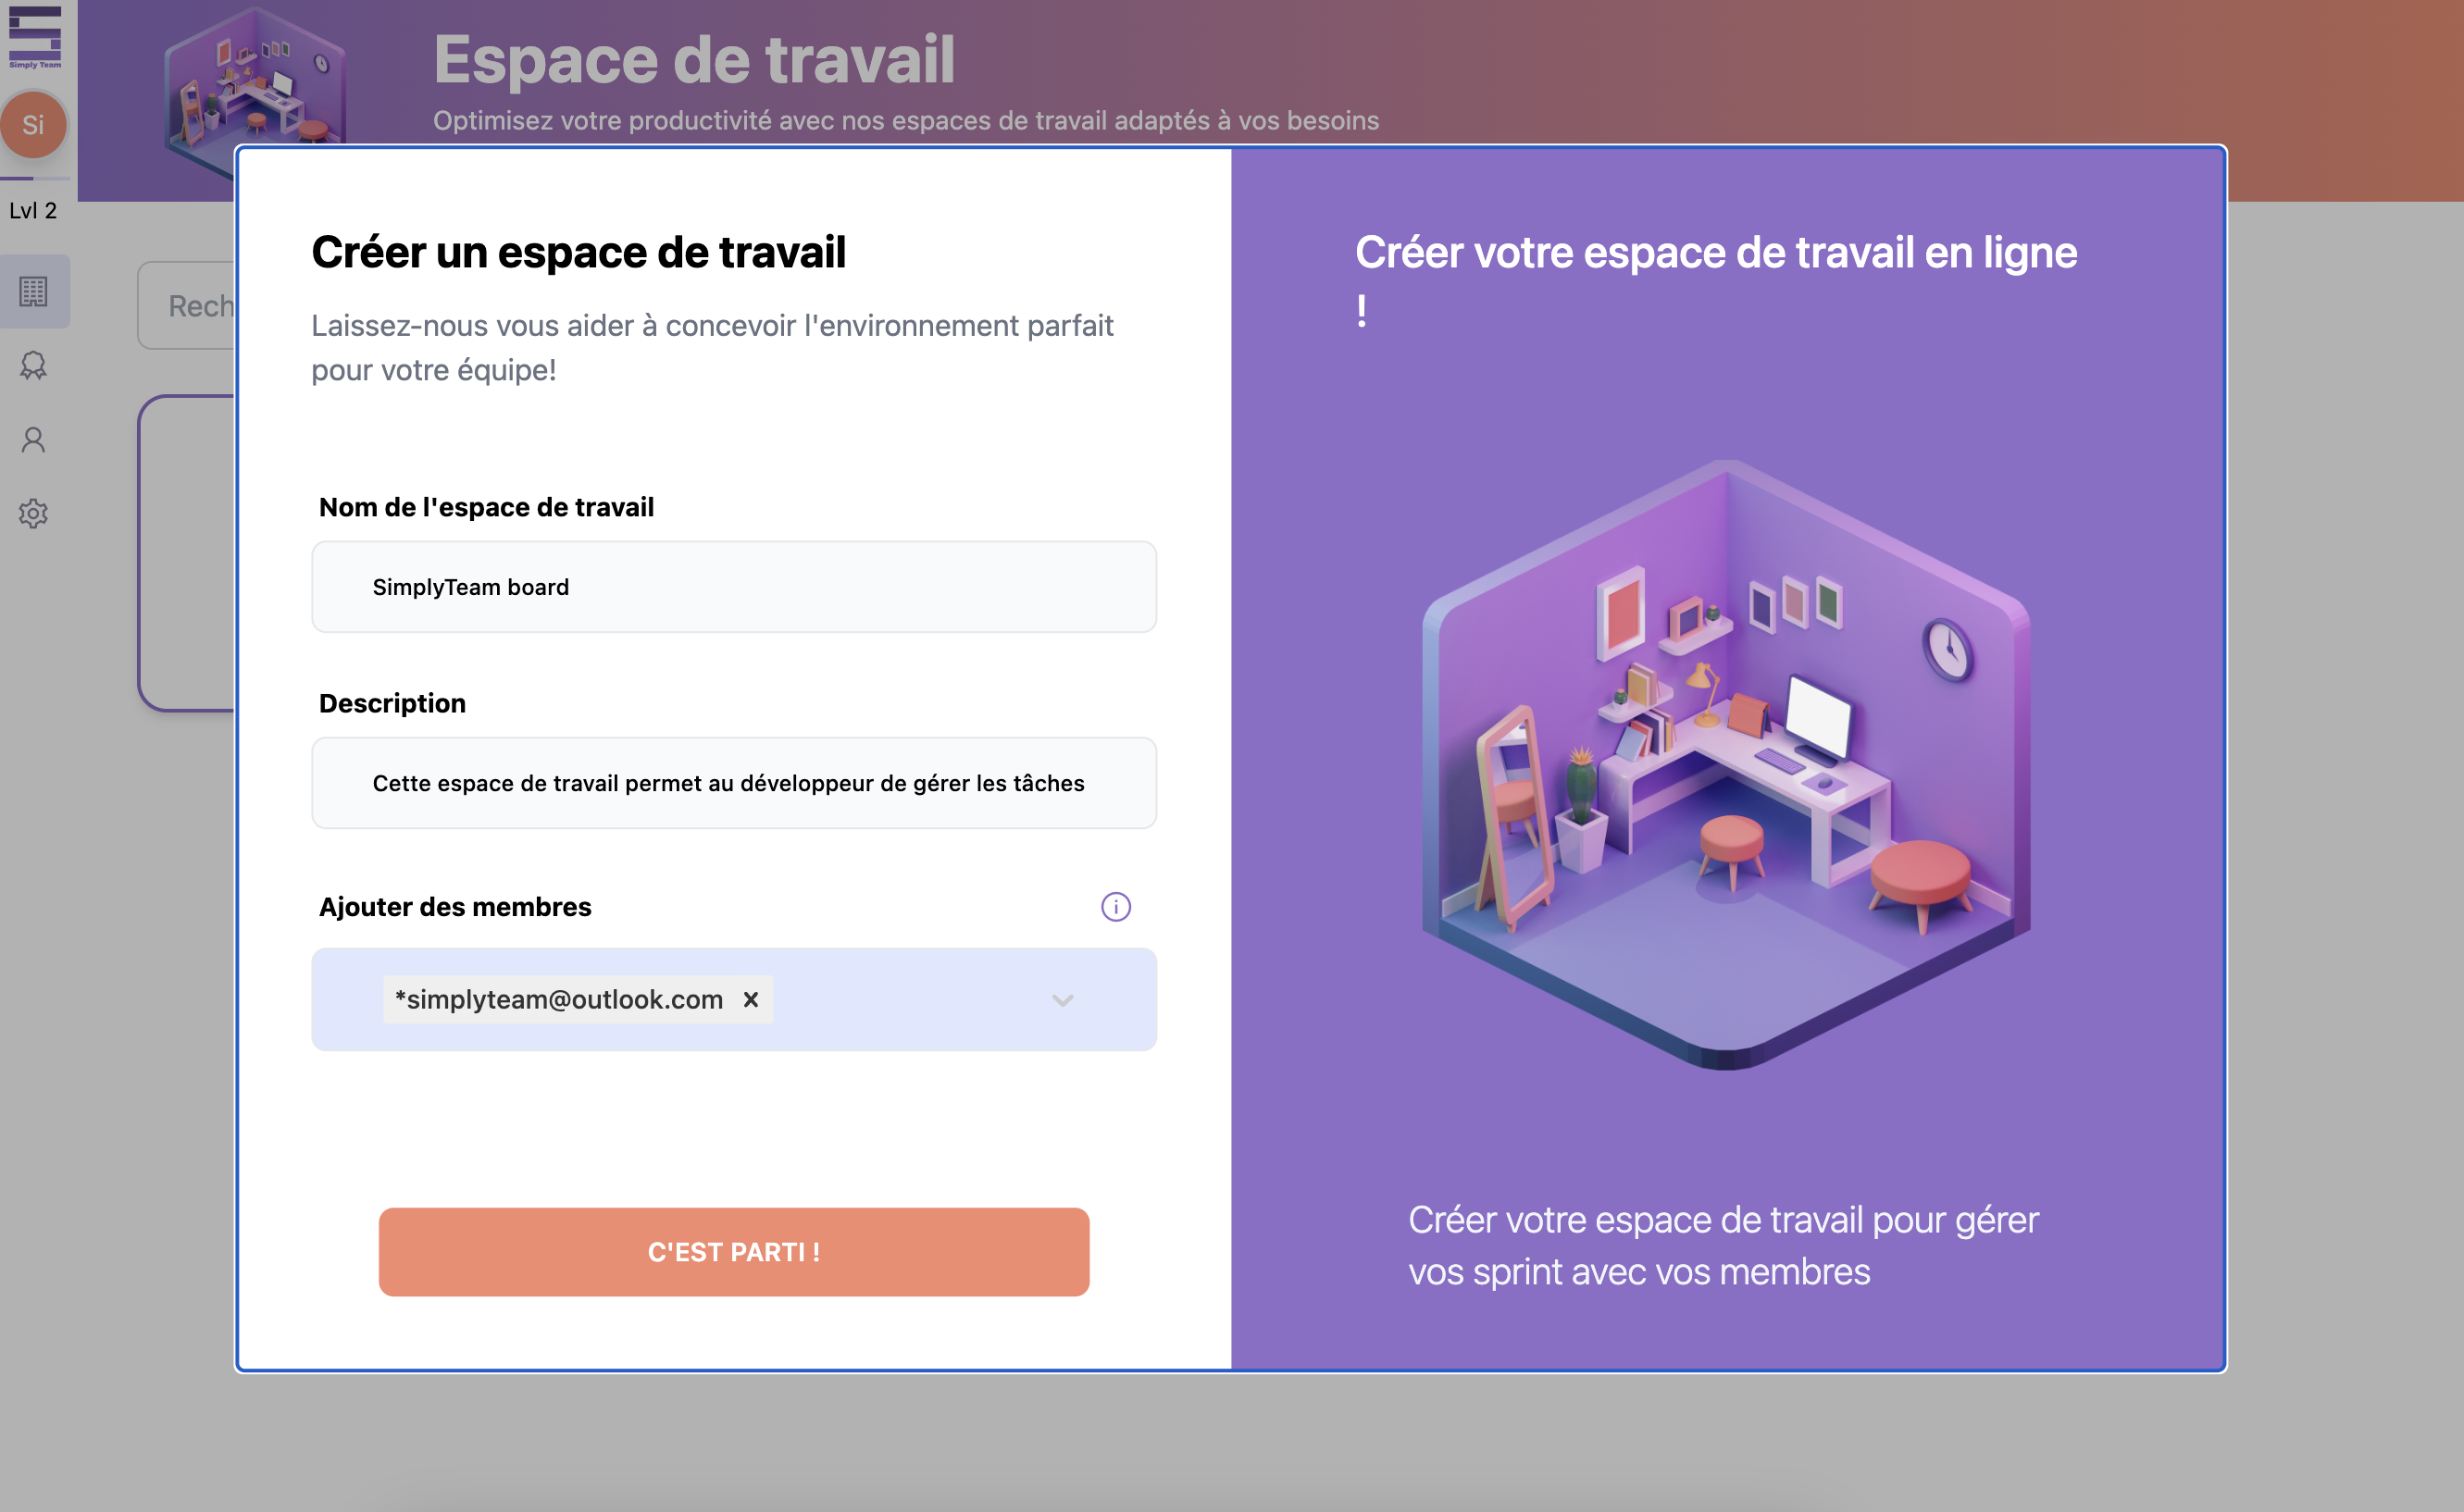 Simply Team
Si
Lvl 2
Espace de travail
Optimisez votre productivité avec nos espaces de travail adaptés à vos besoins
Rech
Créer un espace de travail
Laissez-nous vous aider à concevoir l'environnement parfait
pour votre équipe!
Nom de l'espace de travail
SimplyTeam board
Description
Cette espace de travail permet au développeur de gérer les tâches
Ajouter des membres
*simplyteam@outlook.com
C'EST PARTI !
Créer votre espace de travail en ligne
!
Créer votre espace de travail pour gérer
vos sprint avec vos membres